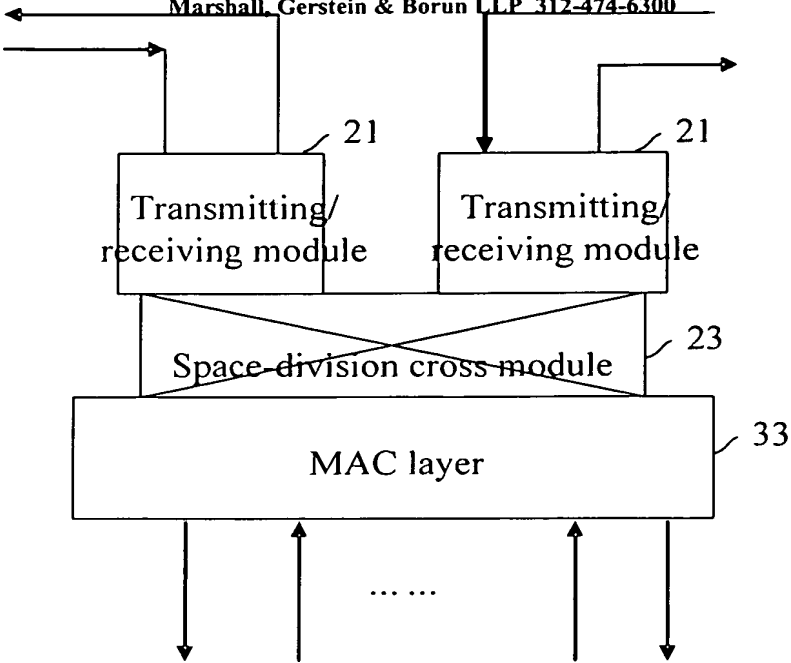 Marshall, Gerstein & Borun LLP 312-474-6300
21
21
Transmitting/
receiving module
Transmitting/
receiving module
Space-division cross module
23
MAC layer
33
... ...